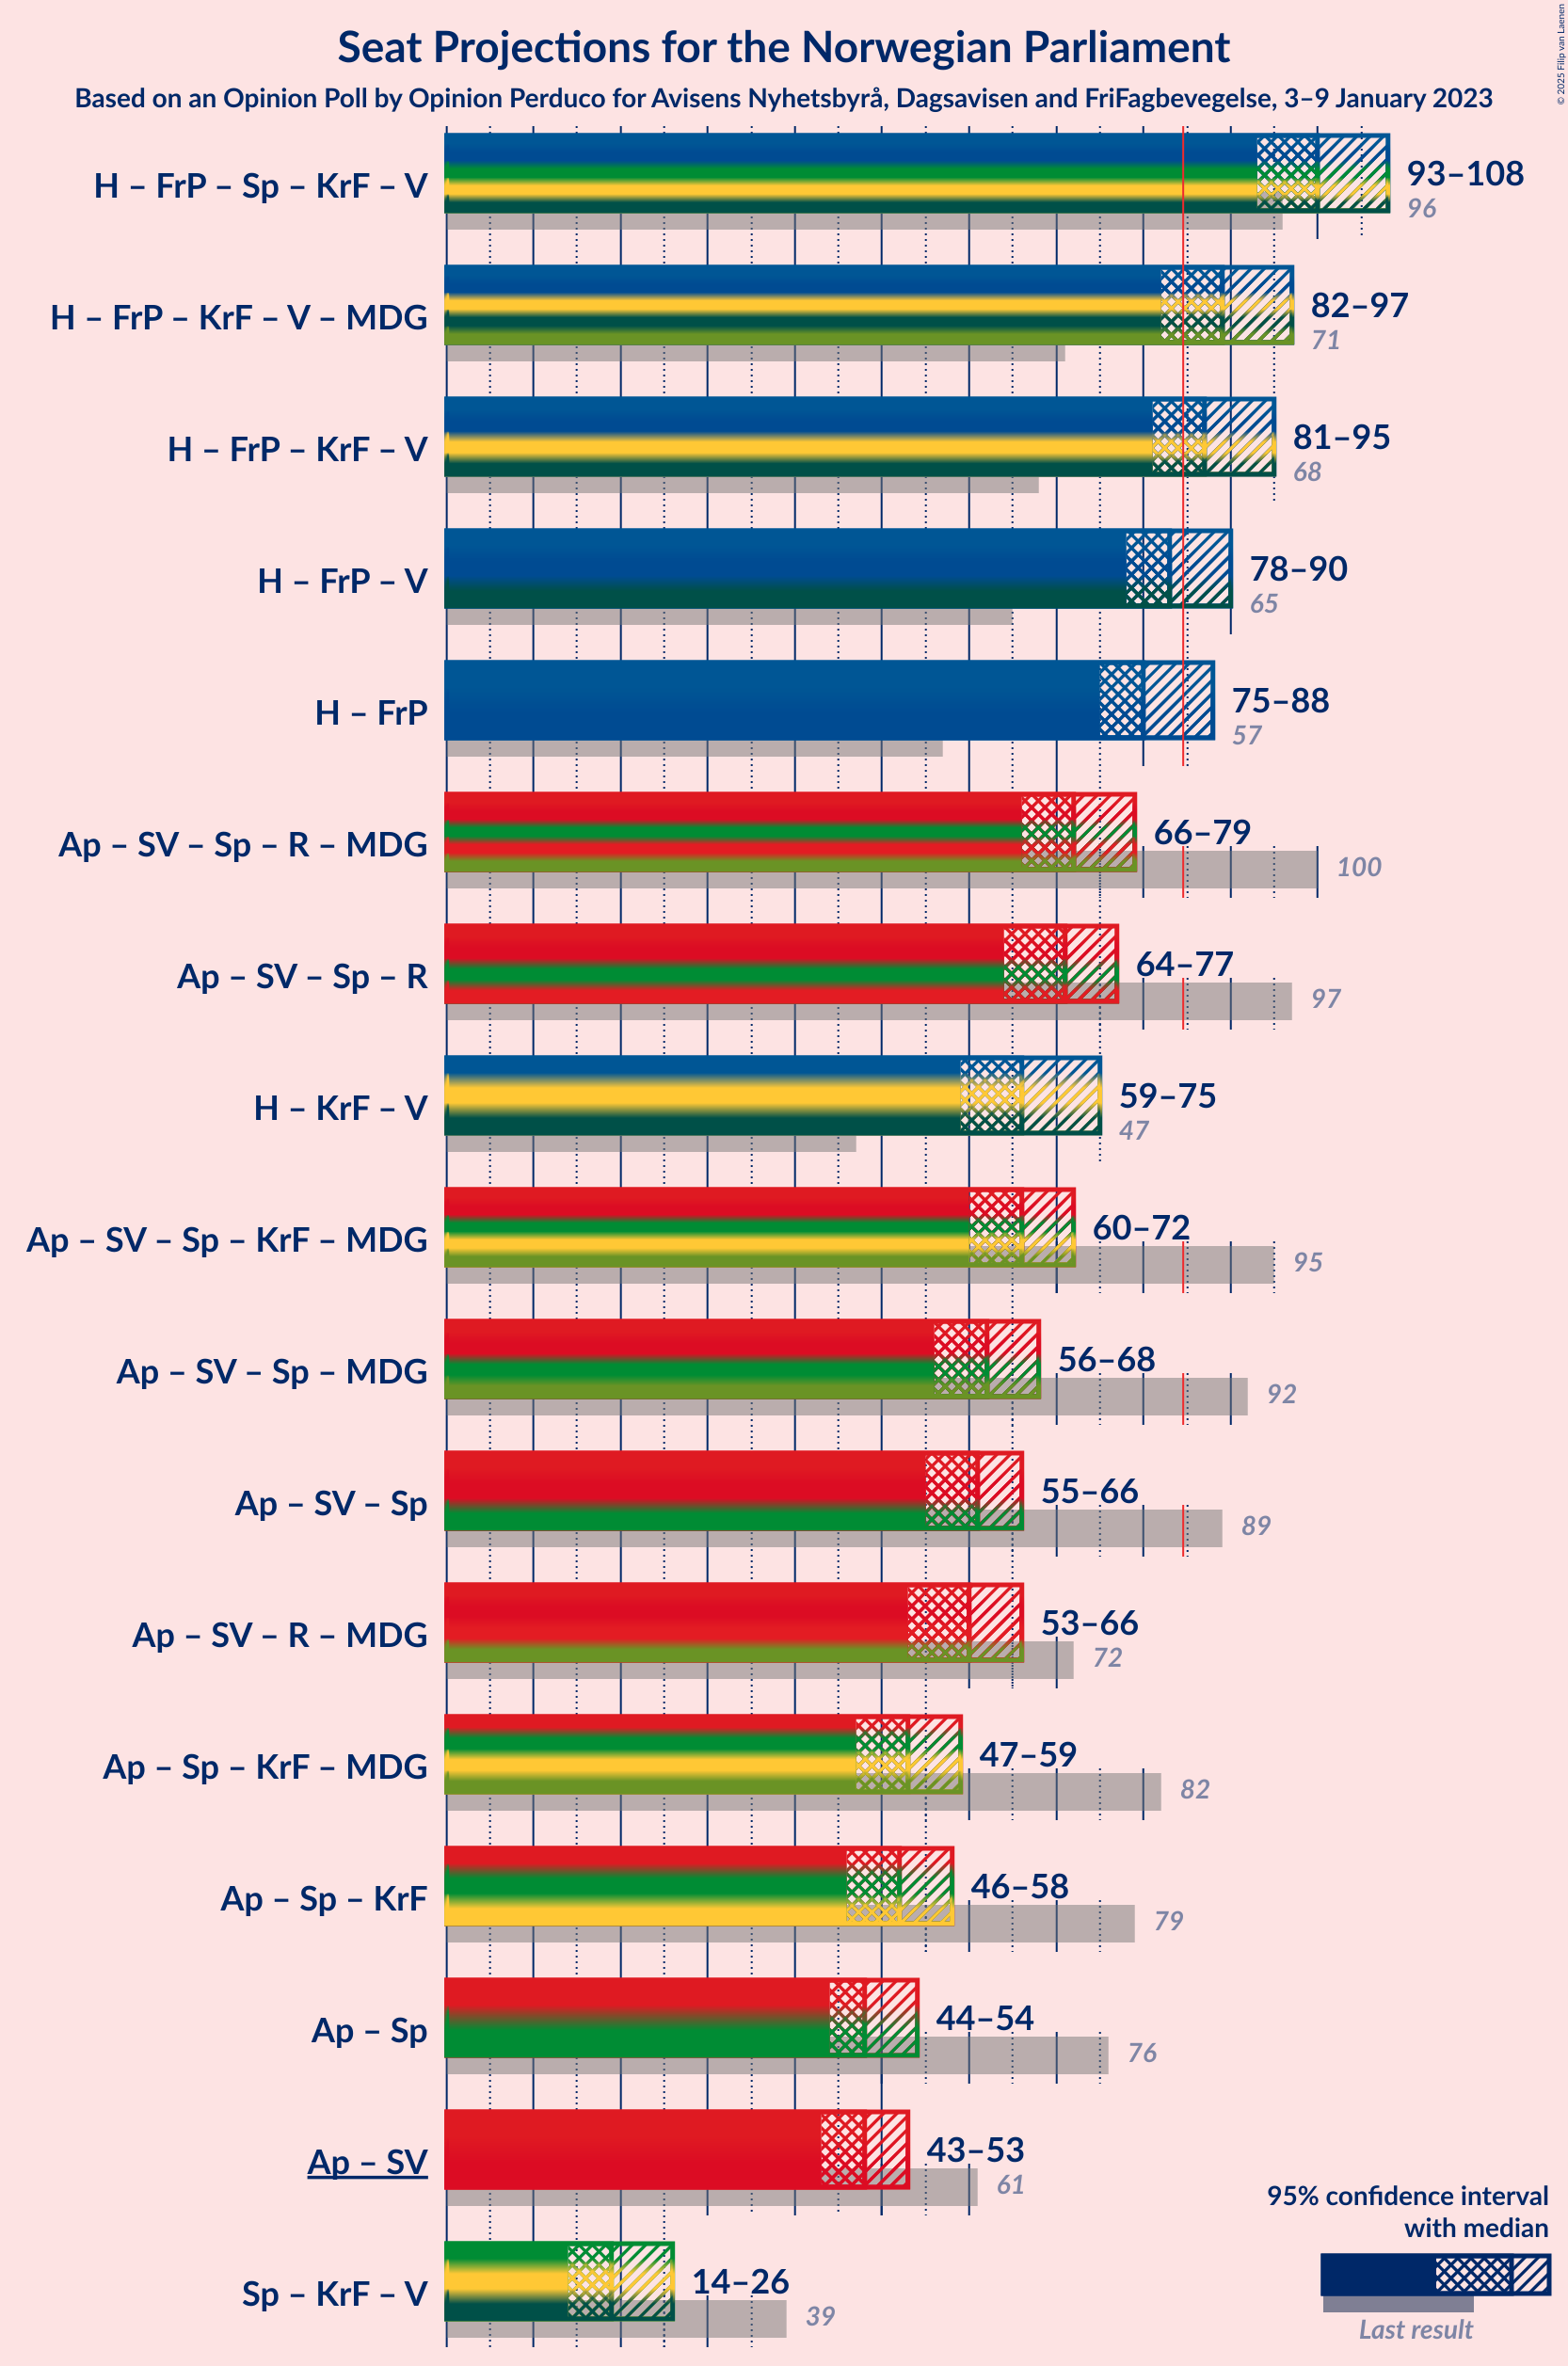 Seat Projections for the Norwegian Parliament
Based on an Opinion Poll by Opinion Perduco for Avisens Nyhetsbyrå, Dagsavisen and FriFagbevegelse, 3–9 January 2023
© 2025 Filip van Laenen
H – FrP – Sp – KrF – V
93–108
96
H – FrP – KrF – V – MDG
82–97
71
H – FrP – KrF – V
81–95
68
H – FrP – V
78–90
65
H – FrP
75–88
57
Ap – SV – Sp – R – MDG
66–79
100
Ap – SV – Sp – R
64–77
97
H – KrF – V
59–75
47
Ap – SV – Sp – KrF – MDG
60–72
95
Ap – SV – Sp – MDG
56–68
92
Ap – SV – Sp
55–66
89
Ap – SV – R – MDG
53–66
72
Ap – Sp – KrF – MDG
47–59
82
Ap – Sp – KrF
46–58
79
Ap – Sp
44–54
76
Ap – SV
43–53
61
Sp – KrF – V
14–26
39
95% confidence interval
with median
Last result